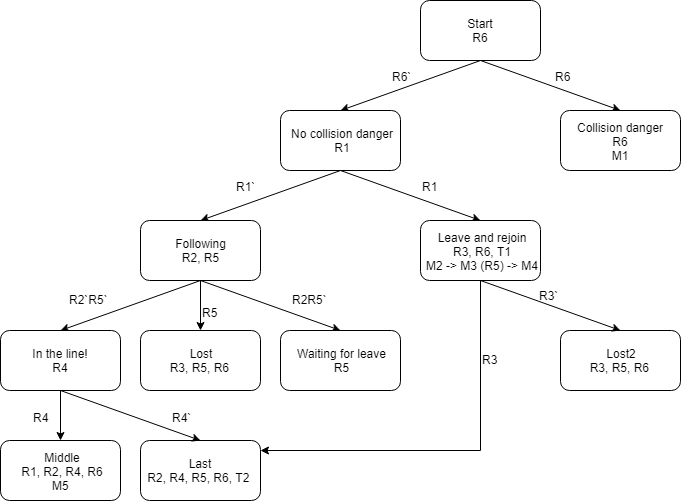 Start
R6
R6`
R6
No collision danger
R1
Collision danger
R6
M1
R1`
R1
Following
R2, R5
Leave and rejoin
R3, R6, T1
M2 -> M3 (R5) -> M4
R2`R5`
R5
R2R5`
R3`
In the line!
R4
Lost
R3, R5, R6
Waiting for leave
R5
R3
Lost2
R3, R5, R6
R4
R4`
Middle
R1, R2, R4, R6
M5
Last
R2, R4, R5, R6, T2